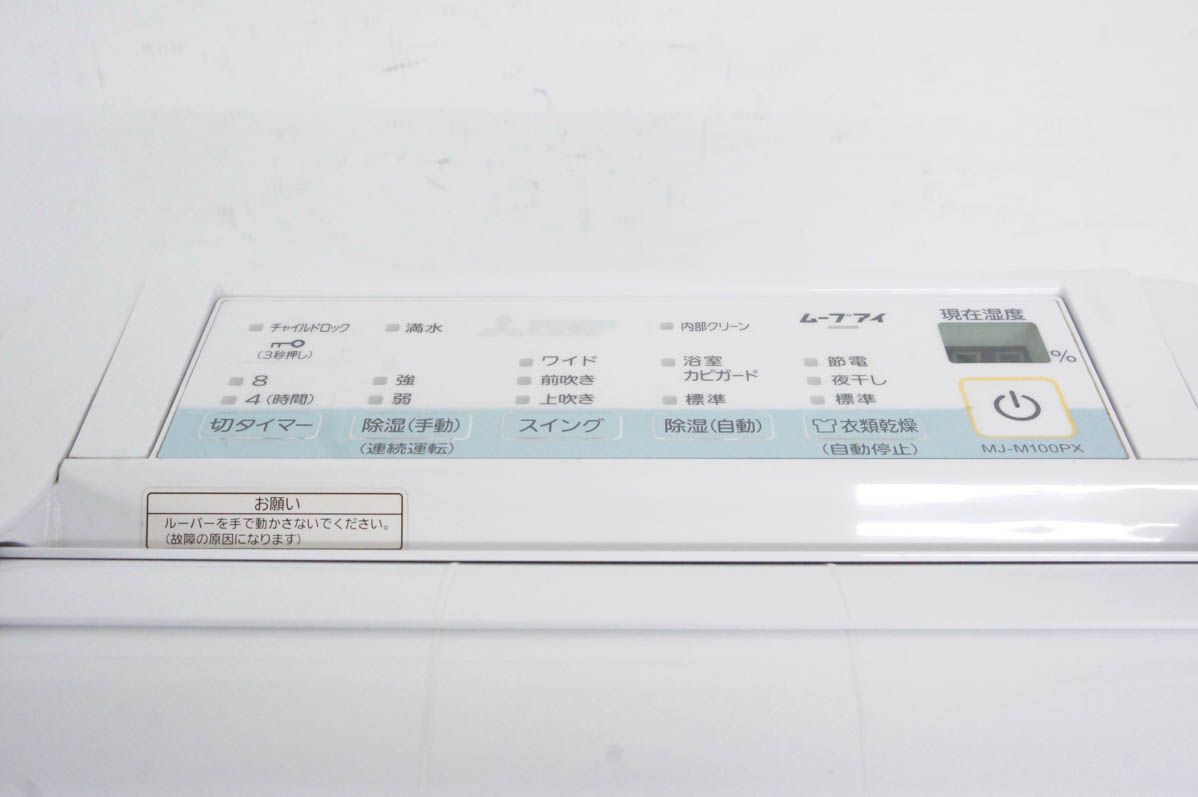 チャイルドロック
(3秒押し)
8
4(時間)
切タイマー
満水
強
弱
除湿(手動)
(連続運転)
ワイド
前吹き
上吹き
スイング
内部クリーン
浴室
カビガード
標準
除湿(自動)
ムーブアイ
節電
夜干し
標準
衣類乾燥
(自動停止)
現在湿度
%
MJ-M100PX
お願い
ルーバーを手で動かさないでください。
(故障の原因になります)